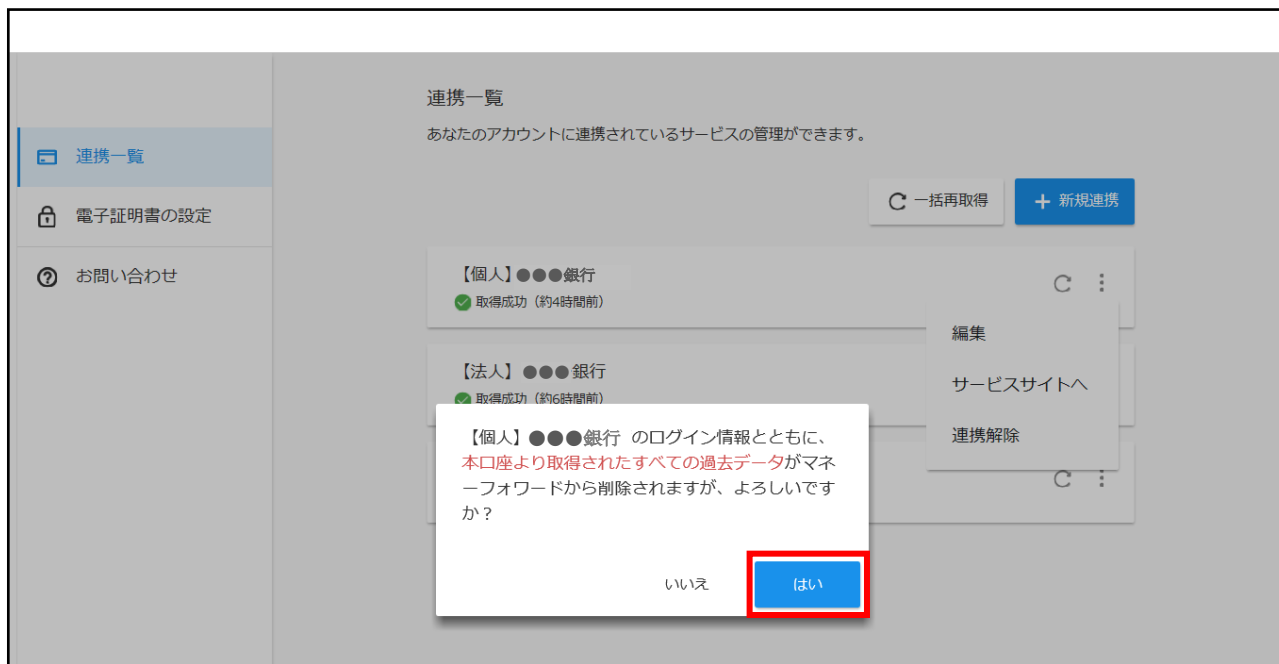 連携一覧
あなたのアカウントに連携されているサービスの管理ができます。
連携一覧
電子証明書の設定
お問い合わせ
一括再取得
+ 新規連携
【個人】●●●銀行
取得成功（約4時間前）
編集
サービスサイトへ
連携解除
【法人】●●●銀行
取得成功（約6時間前）
【個人】●●●銀行 のログイン情報とともに、
本口座より取得されたすべての過去データがマネ
ーフォワードから削除されますが、よろしいです
か？
いいえ
はい